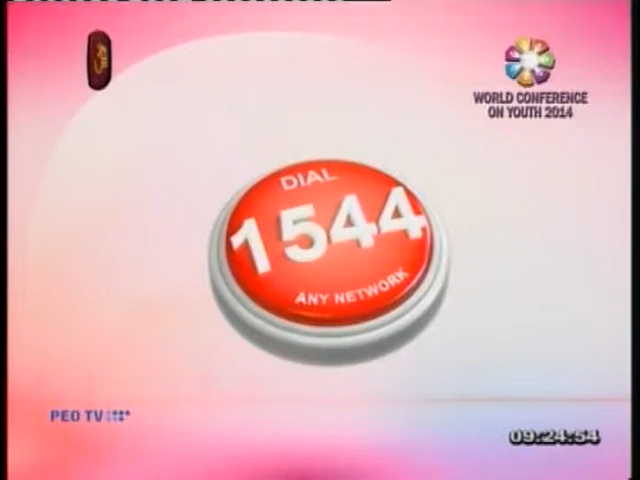 WORLD CONFERENCE
ON YOUTH 2014
DIAL
1544
ANY NETWORK
PEO TV
09:24:54